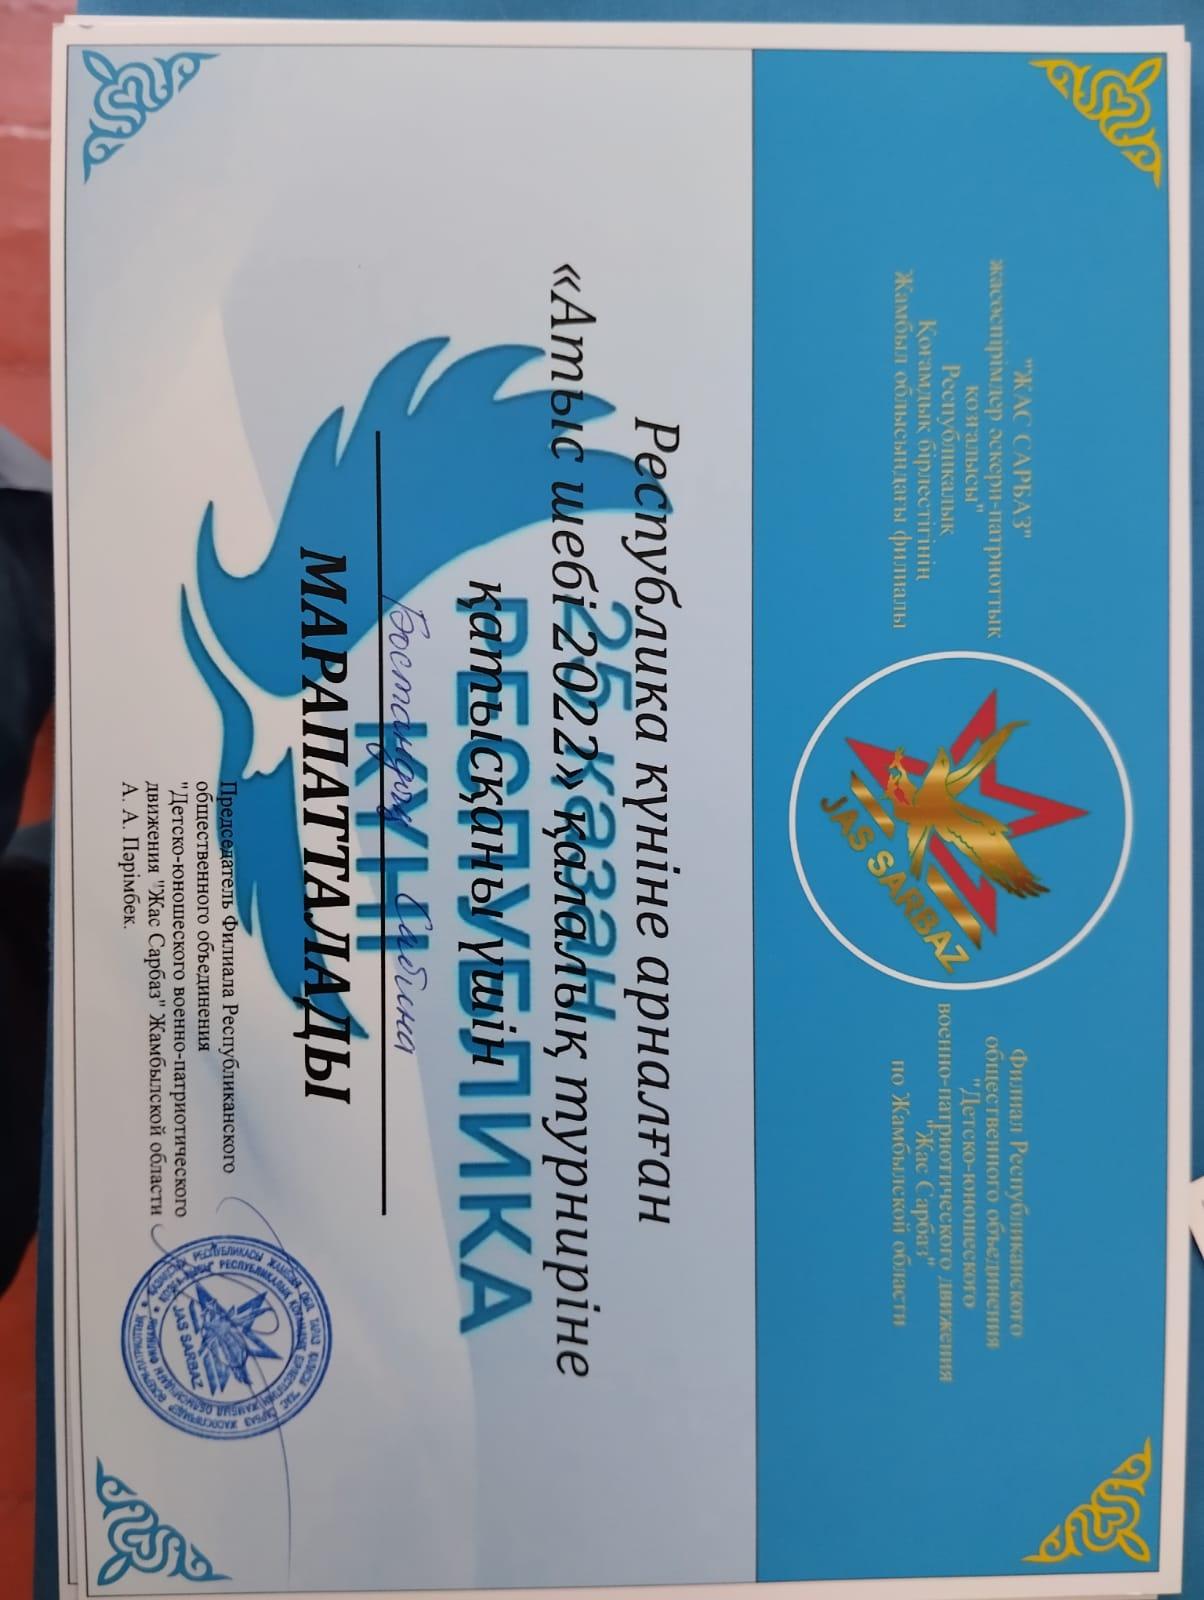 "ЖАС САРБАЗ"
жасөспірімдер әскери-патриоттық
қозғалысы"
Республикалық
Қоғамдық бірлестігінің
Жамбыл облысындағы филиалы
JAS SARBAZ
Филиал Республиканского
общественного объединения
"Детско-юношеского
военно-патриотического движения
"Жас Сарбаз"
по Жамбылской области
Республика күніне арналған
«Атыс шебі 2022» қалалық турниріне
қатысқаны үшін
25 қазан
РЕСПУБЛИКА
КҮНІ
Сабина
МАРАПАТТАЛАДЫ
Председатель Филиала Республиканского
общественного объединения
"Детско-юношеского военно-патриотического
движения "Жас Сарбаз" Жамбылской области
А. А. Пәрімбек.
JAS SARBAZ